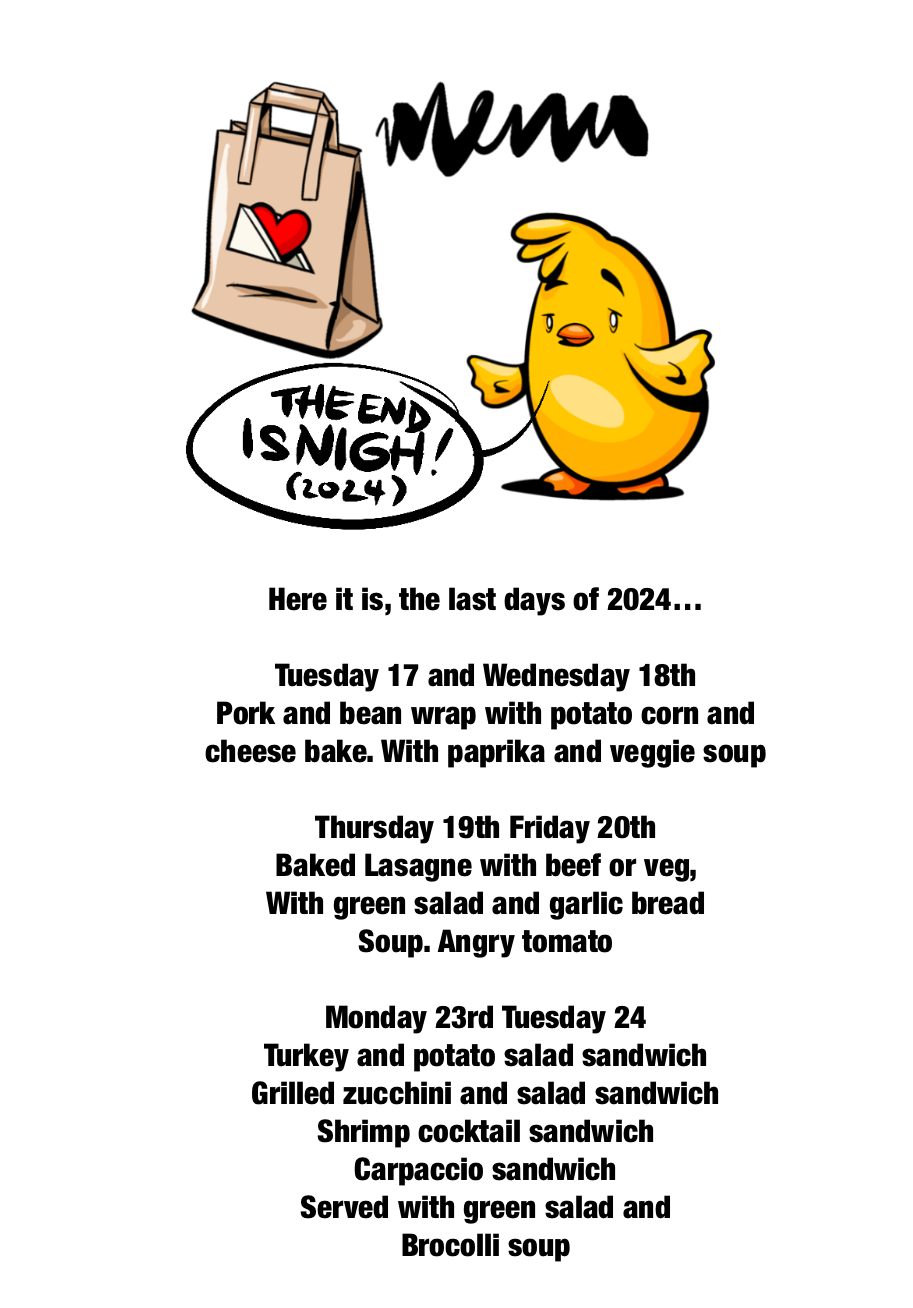 Menu
THE END
IS NIGH!
(2024)
Here it is, the last days of 2024...
Tuesday 17 and Wednesday 18th
Pork and bean wrap with potato corn and
cheese bake. With paprika and veggie soup
Thursday 19th Friday 20th
Baked Lasagne with beef or veg,
With green salad and garlic bread
Soup. Angry tomato
Monday 23rd Tuesday 24
Turkey and potato salad sandwich
Grilled zucchini and salad sandwich
Shrimp cocktail sandwich
Carpaccio sandwich
Served with green salad and
Brocolli soup